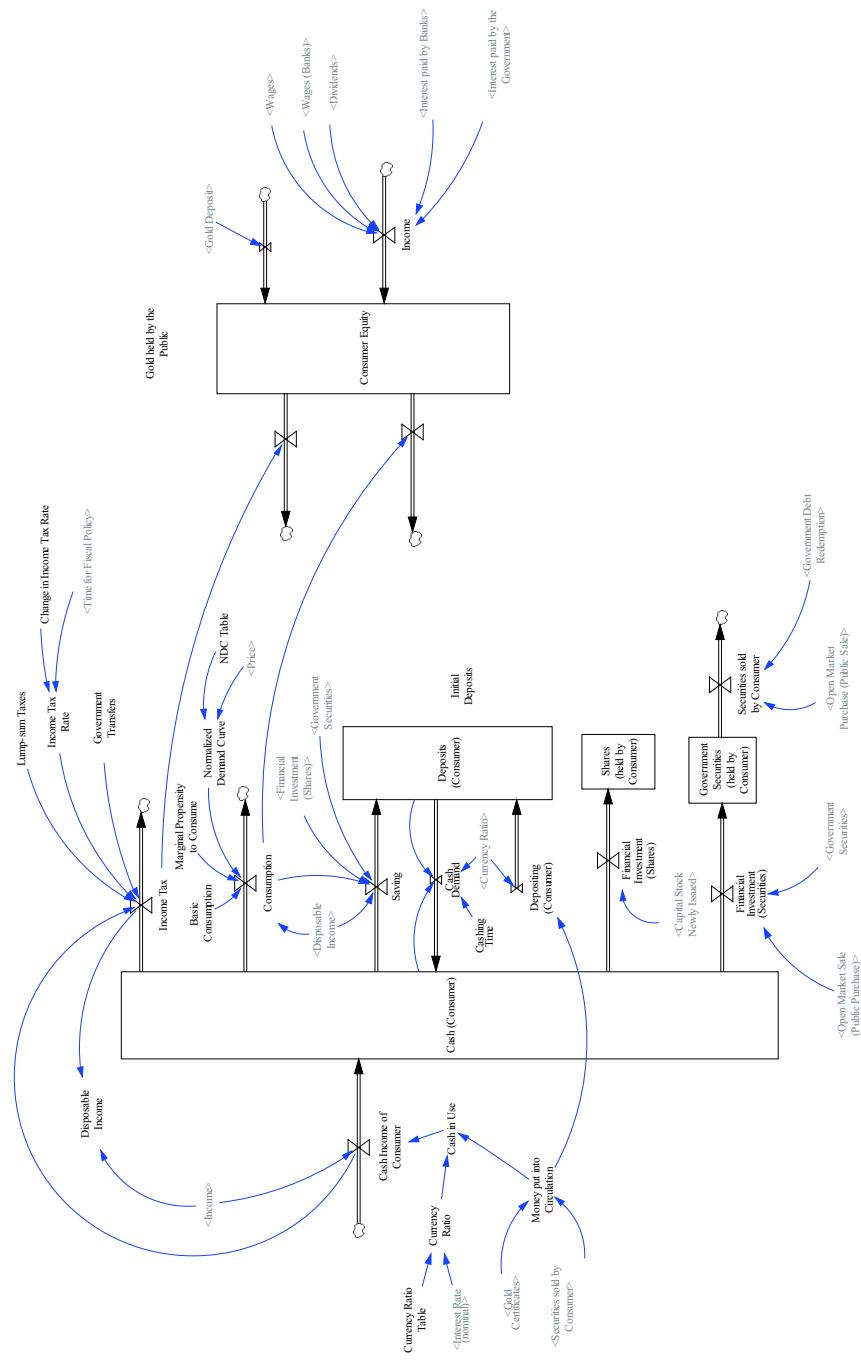 Lump- sum Taxes
Change in Income Tax Rate
Income Tax
Rate
<Time for Fiscal Policy>
Government
Transfers
Disposable
Income
<Income>
Income Tax
Marginal Propensity
to Consume
Basic
Consumption
Normalized
Demand Curve
NDC Table
<Price>
Gold held by the
Public
<Gold Deposit>
<Wages>
<Wages (Banks)>
<Dividends>
Consumption
<Financial
Investment
(Shares)>
<Government
Securities>
<Disposable
Income>
Consumer Equity
Cash Income of
Consumer
Saving
Income
<Interest paid by Banks>
<Interest paid by the
Government>
Currency Ratio
Table
Currency
Ratio
Cash in Use
Cash (Consumer)
Cash
Demand
Deposits
(Consumer)
Initial
Deposits
<Interest Rate
(nominal)>
<Currency Ratio>
Cashing
Time
<Gold
Certificates>
Money put into
Circulation
Depositing
(Consumer)
<Securities sold by
Consumer>
Shares
(held by
Consumer)
Financial
Investment
(Shares)
<Capital Stock
Newly Issued>
Government
Securities
(held by
Consumer)
Securities sold
by Consumer
Financial
Investment
(Securities)
<Government Debt
Redemption>
<Open Market
Purchase (Public Sale)>
<Government
Securities>
<Open Market Sale
(Public Purchase)>